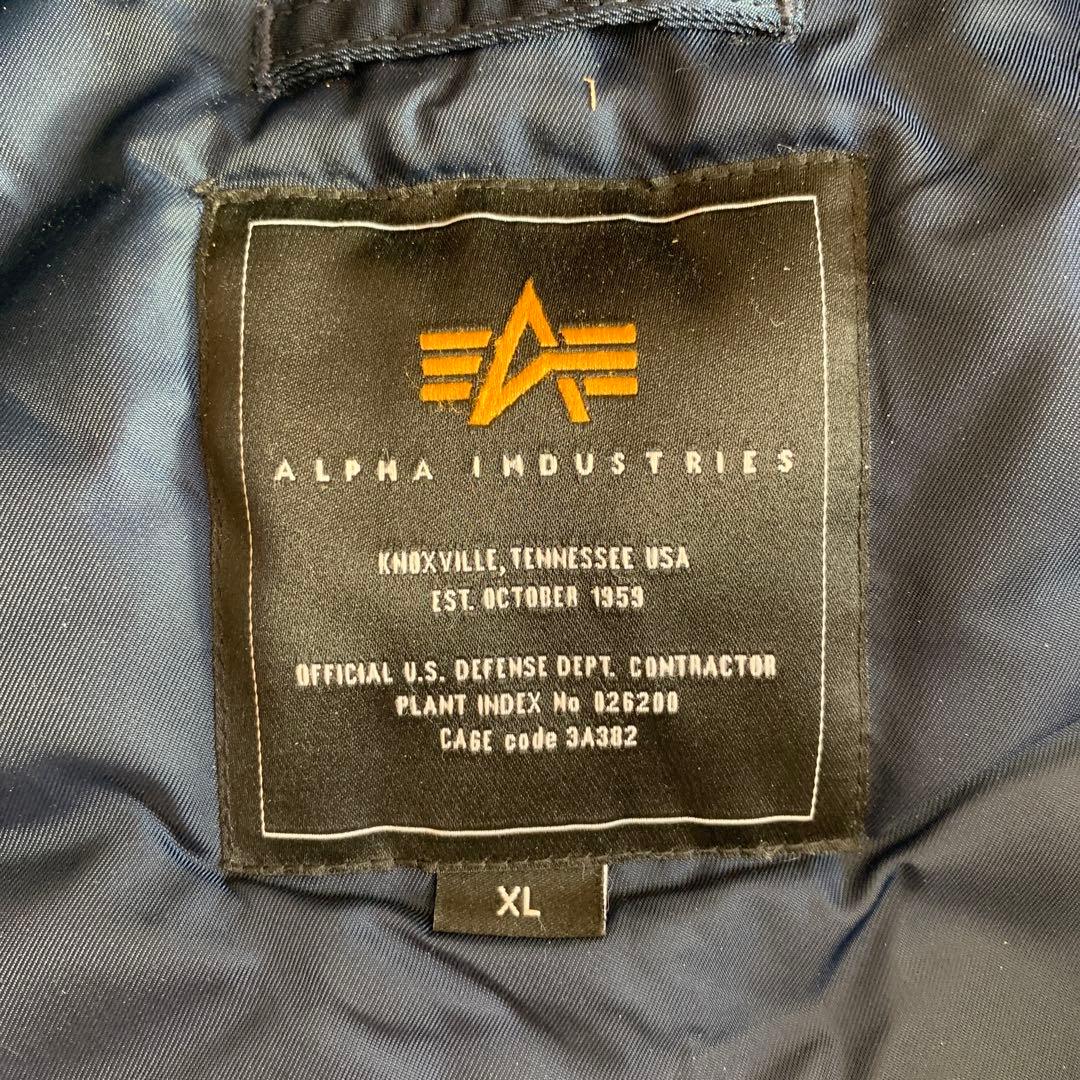 ALPHA INDUSTRIES
KNOXVILLE, TENNESSEE USA
EST. OCTOBER 1959
OFFICIAL U.S. DEFENSE DEPT. CONTRACTOR
PLANT INDEX No 026200
CAGE code 3A382
XL